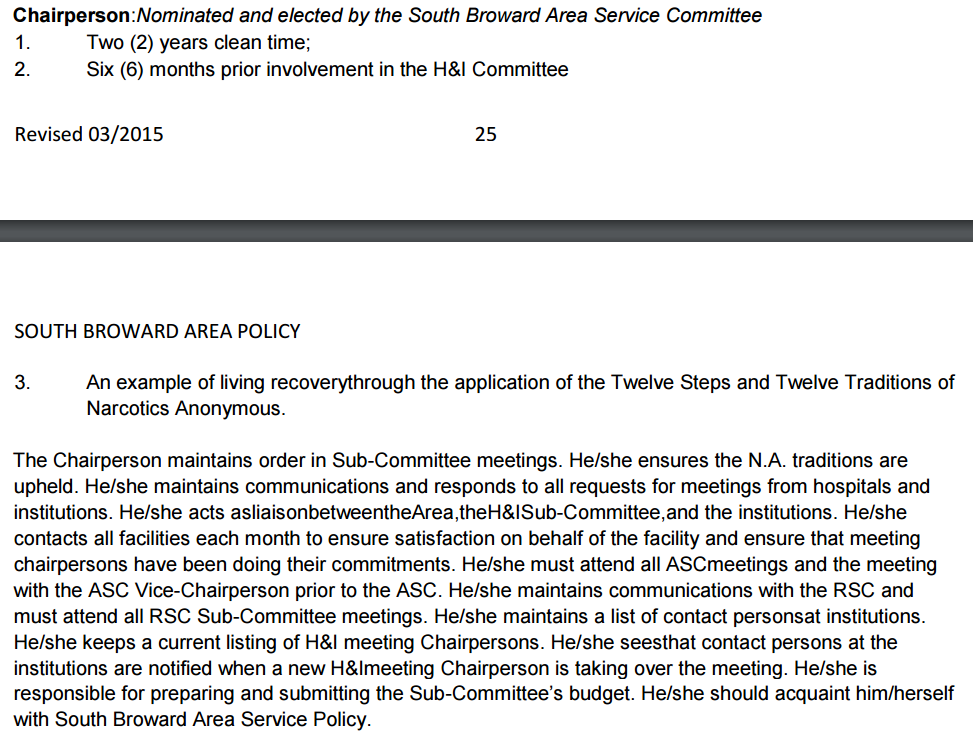 Chairperson:Nominated and elected by the South Broward Area Service Committee
1. Two (2) years clean time;
2. Six (6) months prior involvement in the H&I Committee
Revised 03/2015 25
SOUTH BROWARD AREA POLICY
3. An example of living recoverythrough the application of the Twelve Steps and Twelve Traditions of
Narcotics Anonymous.
The Chairperson maintains order in Sub-Committee meetings. He/she ensures the N.A. traditions are
upheld. He/she maintains communications and responds to all requests for meetings from hospitals and
institutions. He/she acts asliaisonbetweentheArea,theH&ISub-Committee,and the institutions. He/she
contacts all facilities each month to ensure satisfaction on behalf of the facility and ensure that meeting
chairpersons have been doing their commitments. He/she must attend all ASCmeetings and the meeting
with the ASC Vice-Chairperson prior to the ASC. He/she maintains communications with the RSC and
must attend all RSC Sub-Committee meetings. He/she maintains a list of contact personsat institutions.
He/she keeps a current listing of H&I meeting Chairpersons. He/she seesthat contact persons at the
institutions are notified when a new H&Imeeting Chairperson is taking over the meeting. He/she is
responsible for preparing and submitting the Sub-Committee’s budget. He/she should acquaint him/herself
with South Broward Area Service Policy.